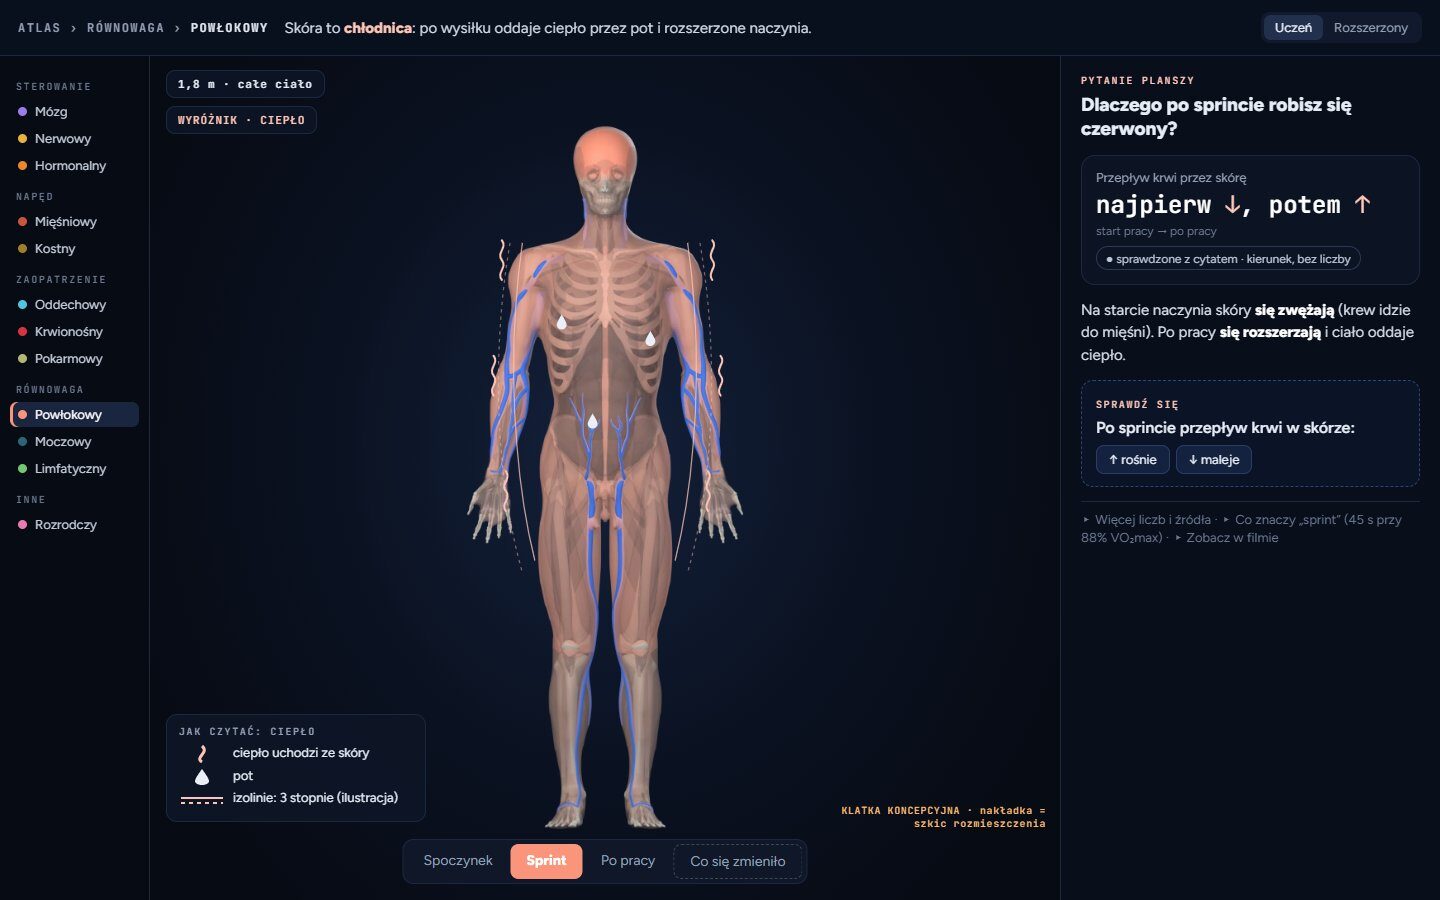 ATLAS › RÓWNOWAGA › POWŁOKOWY
Skóra to chłodnica: po wysiłku oddaje ciepło przez pot i rozszerzone naczynia.
Uczeń
Rozszerzony
STEROWANIE
Mózg
Nerwowy
Hormonalny
NAPĘD
Mięśniowy
Kostny
ZAOPATRZENIE
Oddechowy
Krwionośny
Pokarmowy
RÓWNOWAGA
Powłokowy
Moczowy
Limfatyczny
INNE
Rozrodczy
1,8 m · całe ciało
WYRÓŻNIK · CIEPŁO
JAK CZYTAĆ: CIEPŁO
ciepło uchodzi ze skóry
pot
izolinie: 3 stopnie (ilustracja)
KLATKA KONCEPCYJNA · nakładka =
szkic rozmieszczenia
Spoczynek
Sprint
Po pracy
Co się zmieniło
PYTANIE PLANSZY
Dlaczego po sprincie robisz się
czerwony?
Przepływ krwi przez skórę
najpierw ↓, potem ↑
start pracy → po pracy
● sprawdzone z cytatem · kierunek, bez liczby
Na starcie naczynia skóry się zwężają (krew idzie
do mięśni). Po pracy się rozszerzają i ciało oddaje
ciepło.
SPRAWDŹ SIĘ
Po sprincie przepływ krwi w skórze:
↑ rośnie
↓ maleje
‣ Więcej liczb i źródła · ‣ Co znaczy „sprint” (45 s przy
88% VO₂max) · ‣ Zobacz w filmie